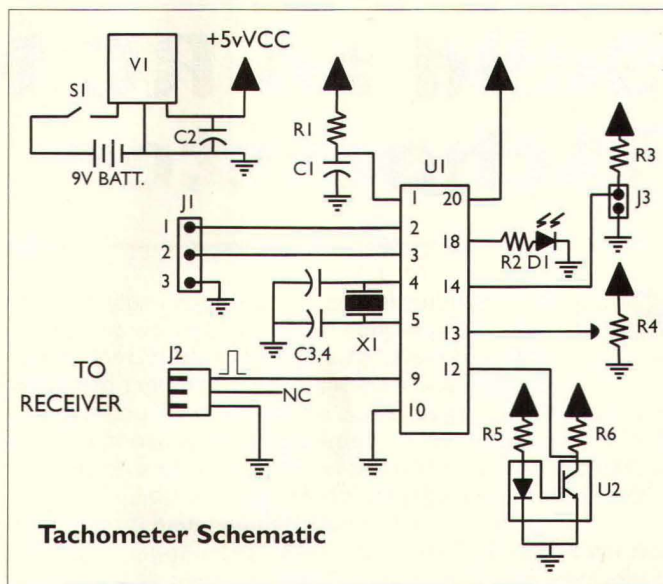 +5vVCC
V1
S1
C2
9V BATT.
R1
C1
U1
R3
J3
1
20
J1
1
2
3
2
3
4
5
18
14
13
12
R2 D1
R4
C3,4
X1
J2
TO
RECEIVER
NC
9
10
R5
R6
U2
Tachometer Schematic